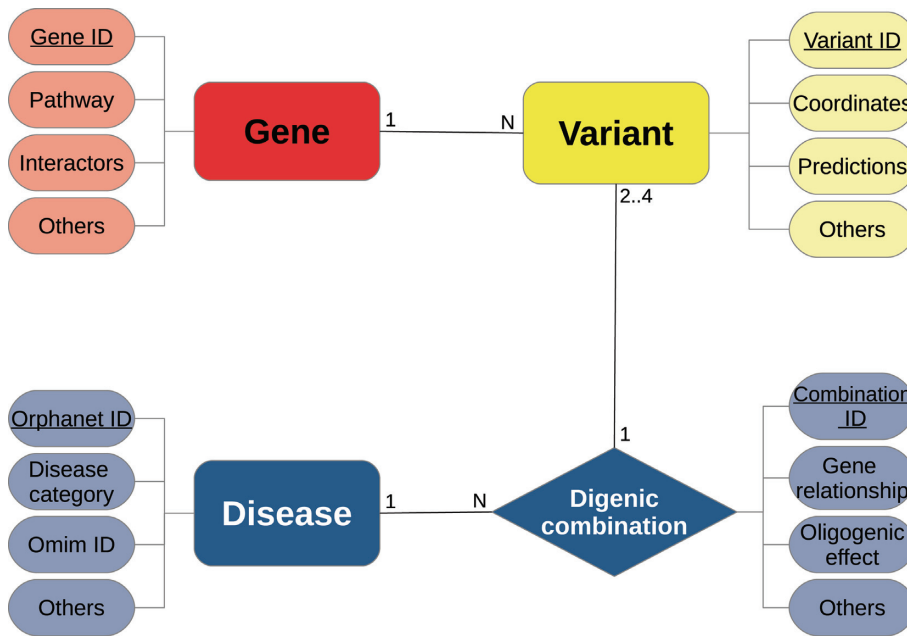 Gene ID
Pathway
Interactors
Others
Gene
1
N
Variant
2..4
Variant ID
Coordinates
Predictions
Others
Orphanet ID
Disease
category
Omim ID
Others
Disease
1
N
1
Digenic
combination
Combination
ID
Gene
relationship
Oligogenic
effect
Others